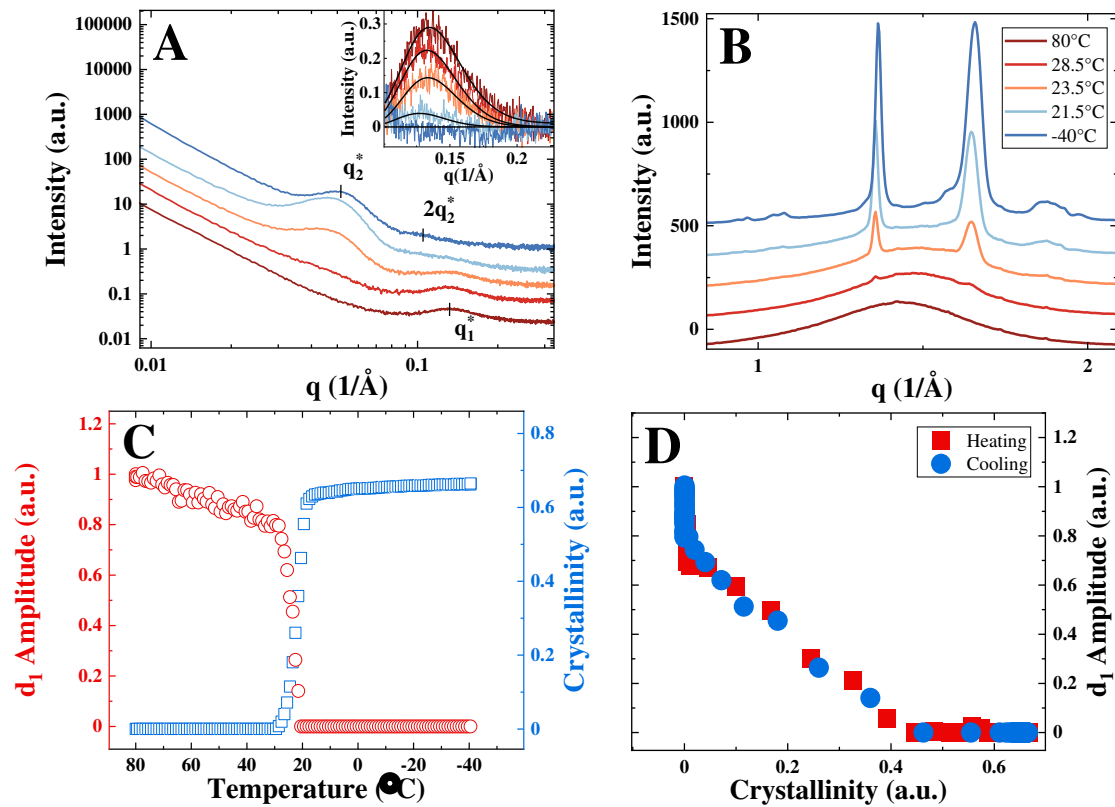 A
Intensity (a.u.)
100000
10000
1000
100
10
1
0.1
0.01
0.01
0.1
q (1/Å)
q2*
2q2*
q1*
Intensity (a.u.)
0.3
0.2
0.1
0
0.15
0.2
q(1/Å)
B
Intensity
1500
1000
500
0
1
2
q (1/Å)
80°C
28.5°C
23.5°C
21.5°C
-40°C
C
d1 Amplitude (a.u.)
1.2
1
0.8
0.6
0.4
0.2
0
80
60
40
20
0
-20
-40
Temperature (°C)
0.8
0.6
0.4
0.2
0
Crystallinity (a.u.)
D
Heating
Cooling
0
0.2
0.4
0.6
Crystallinity (a.u.)
1.2
1
0.8
0.6
0.4
0.2
0
d1 Amplitude (a.u.)